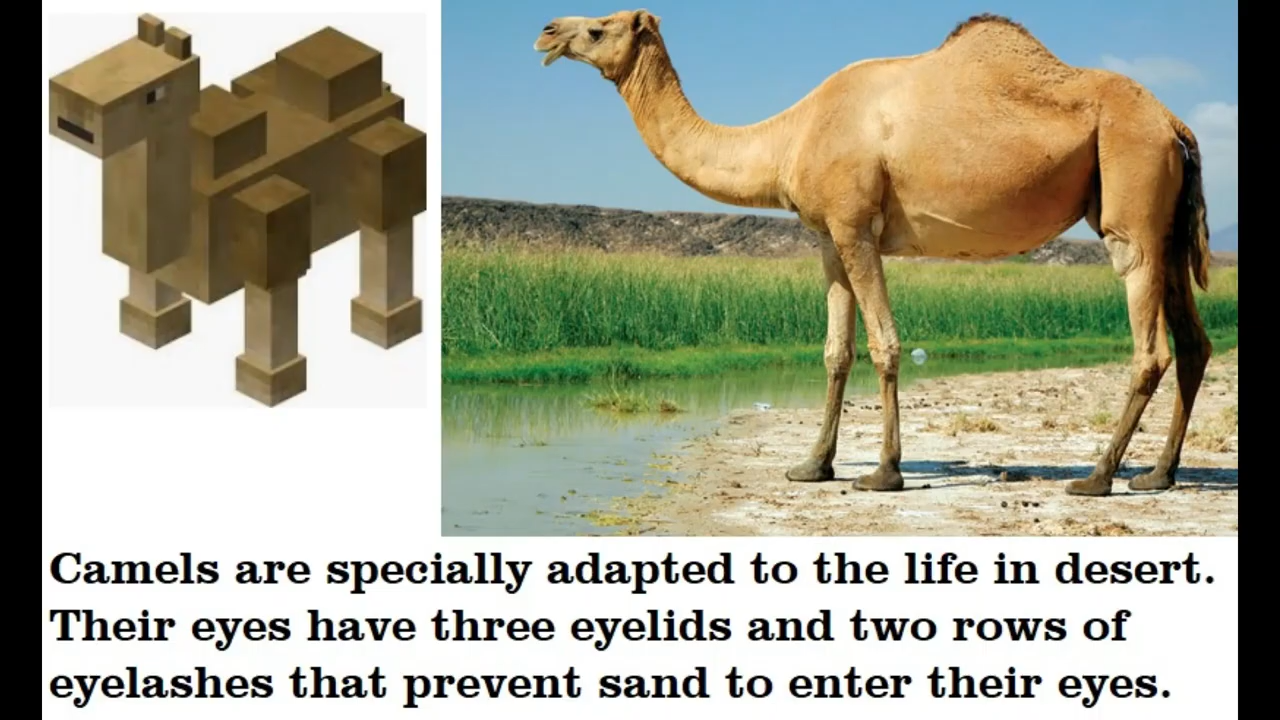 Camels are specially adapted to the life in desert.
Their eyes have three eyelids and two rows of
eyelashes that prevent sand to enter their eyes.